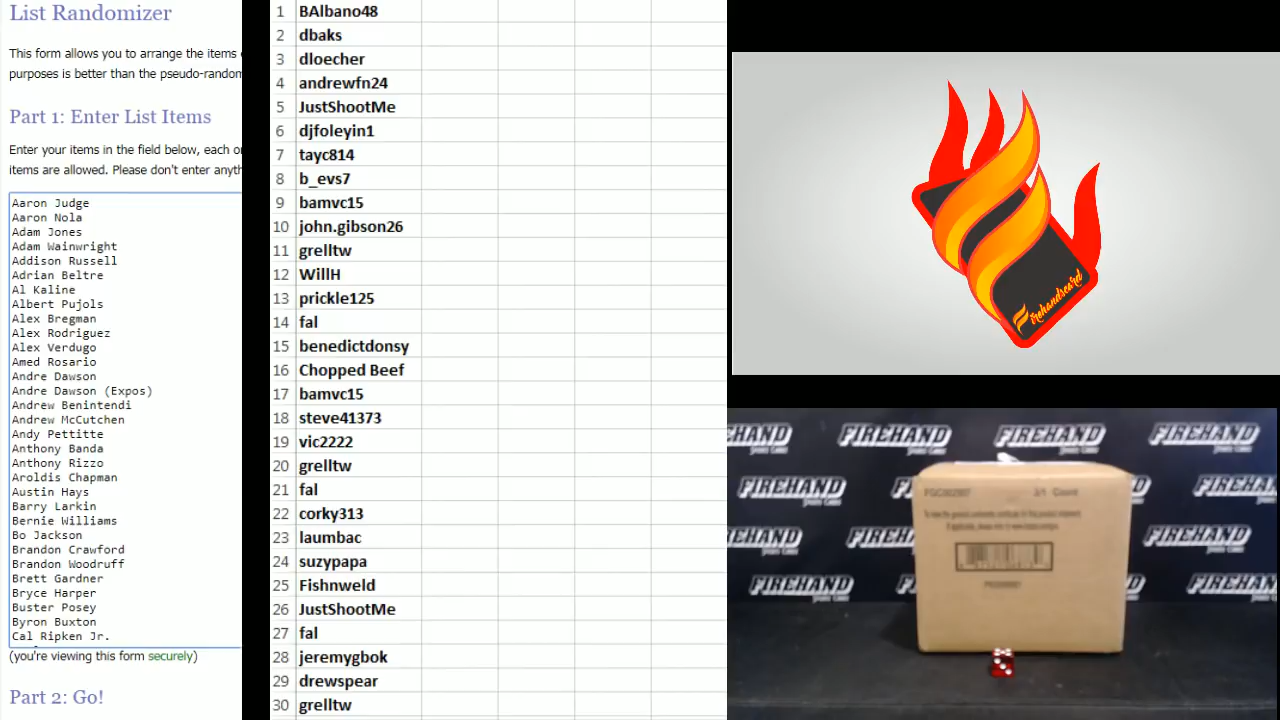 List Randomizer
This form allows you to arrange the items
purposes is better than the pseudo-random
Part 1: Enter List Items
Enter your items in the field below, each o
items are allowed. Please don't enter anyth
Aaron Judge
Aaron Nola
Adam Jones
Adam Wainwright
Addison Russell
Adrian Beltre
Al Kaline
Albert Pujols
Alex Bregman
Alex Rodriguez
Alex Verdugo
Amed Rosario
Andre Dawson
Andre Dawson (Expos)
Andrew Benintendi
Andrew McCutchen
Andy Pettitte
Anthony Banda
Anthony Rizzo
Aroldis Chapman
Austin Hays
Barry Larkin
Bernie Williams
Bo Jackson
Brandon Crawford
Brandon Woodruff
Brett Gardner
Bryce Harper
Buster Posey
Byron Buxton
Cal Ripken Jr.
(you're viewing this form securely)
Part 2: Go!
1 BAlbano48
2 dbaks
3 dloecher
4 andrewfn24
5 JustShootMe
6 djfoleyin1
7 tayc814
8 b_evs7
9 bamvc15
10 john.gibson26
11 grelltw
12 WillH
13 prickle125
14 fal
15 benedictdonsy
16 Chopped Beef
17 bamvc15
18 steve41373
19 vic2222
20 grelltw
21 fal
22 corky313
23 laumbac
24 suzypapa
25 Fishnweld
26 JustShootMe
27 fal
28 jeremygbok
29 drewspear
30 grelltw
Firehandcard
FIREHAND FIREHAND FIREHAND FIREHAND
FIREHAND FIREHAND
FIREHAND FIREHAND FIREHAND
FIREHAND FIREHAND